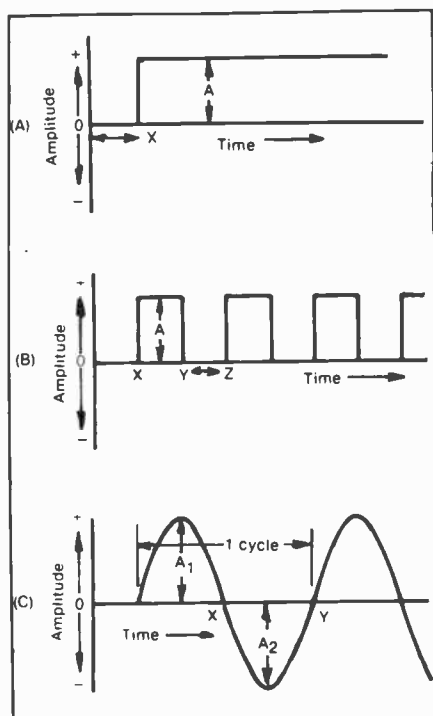 +
Amplitude
0
−
(A)
A
X
Time
+
Amplitude
0
−
(B)
A
X
Y
Z
Time
+
Amplitude
0
−
(C)
1 cycle
A1
X
Y
Time
A2